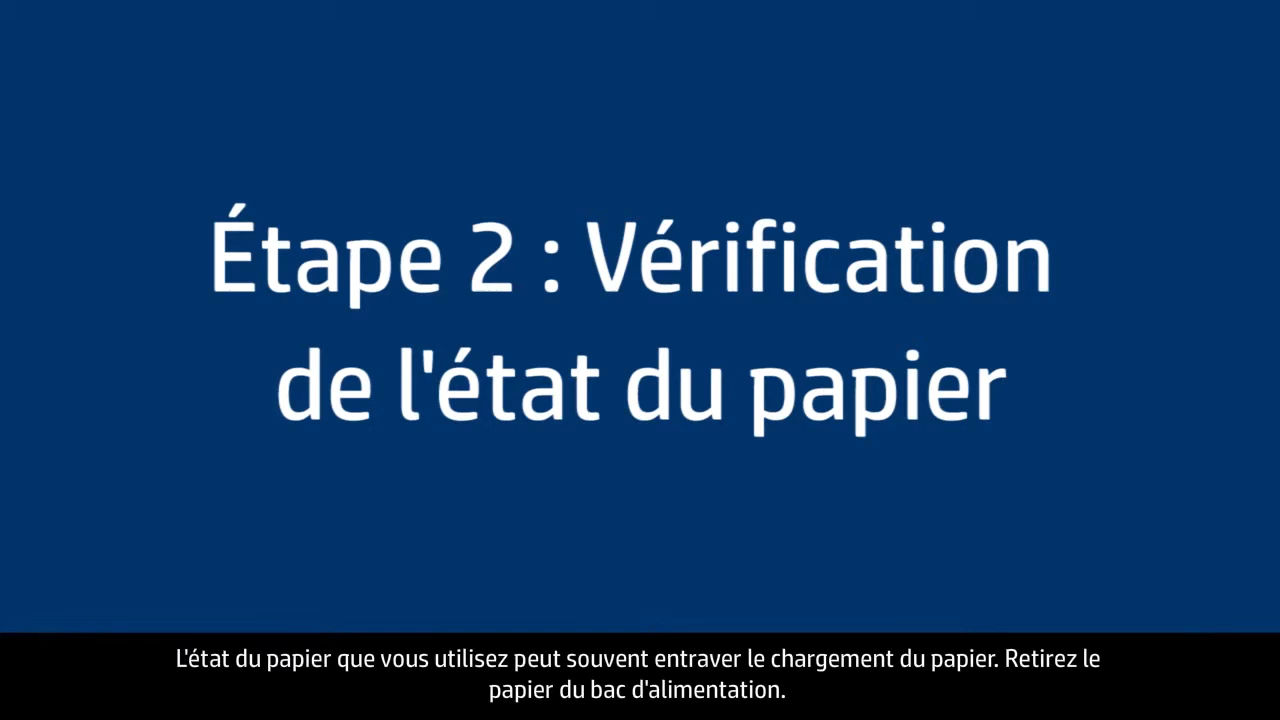 Étape 2 : Vérification
de l'état du papier
L'état du papier que vous utilisez peut souvent entraver le chargement du papier. Retirez le
papier du bac d'alimentation.